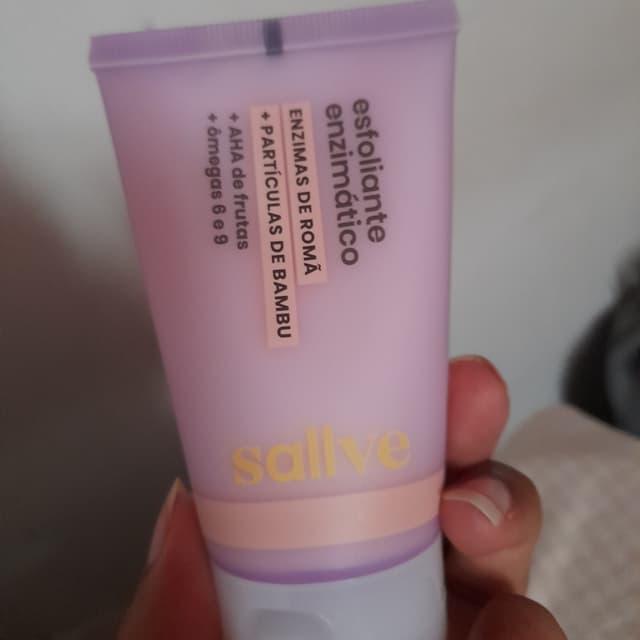 esfoliante
enzimático
ENZIMAS DE ROMÃ
+ PARTÍCULAS DE BAMBU
+ AHA de frutas
+ ômegas 6 e 9
sallve